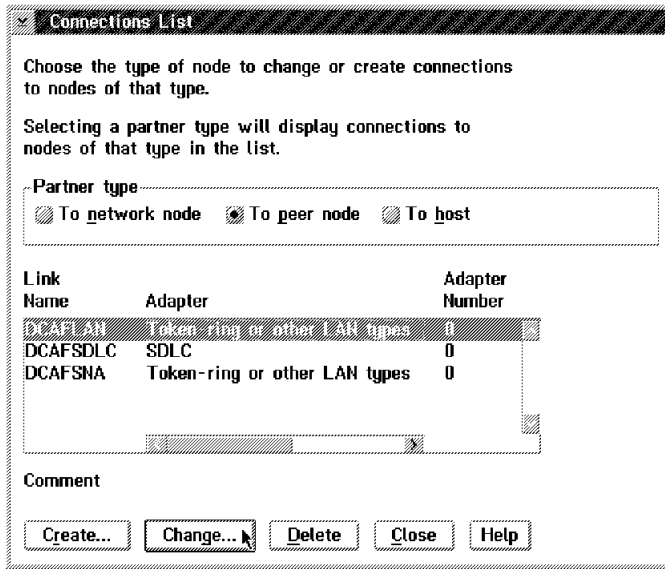 Connections List
Choose the type of node to change or create connections
to nodes of that type.
Selecting a partner type will display connections to
nodes of that type in the list.
Partner type
To network node To peer node To host
Link Adapter
Name Adapter Number
DCAFLAN Token-ring or other LAN types 0
DCAFSDLC SDLC 0
DCAFSNA Token-ring or other LAN types 0
Comment
Create... Change... Delete Close Help